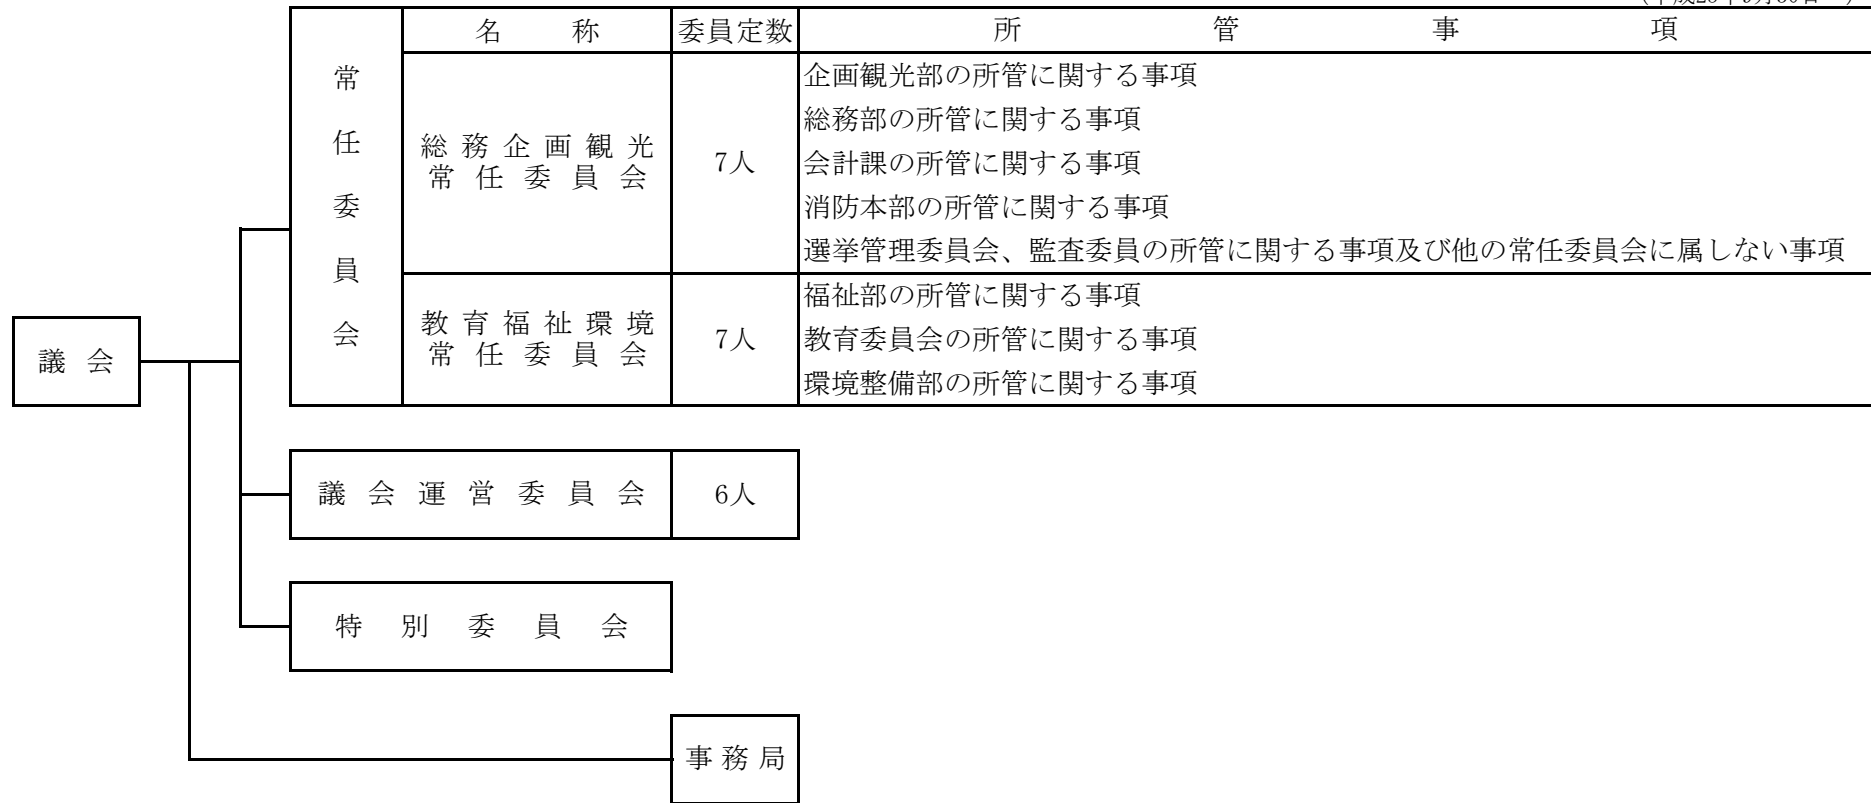 名称 委員定数 所管事項
常任委員会
総務企画観光
常任委員会
7人
企画観光部の所管に関する事項
総務部の所管に関する事項
会計課の所管に関する事項
消防本部の所管に関する事項
選挙管理委員会、監査委員の所管に関する事項及び他の常任委員会に属しない事項
教育福祉環境
常任委員会
7人
福祉部の所管に関する事項
教育委員会の所管に関する事項
環境整備部の所管に関する事項
議会
議会運営委員会 6人
特別委員会
事務局